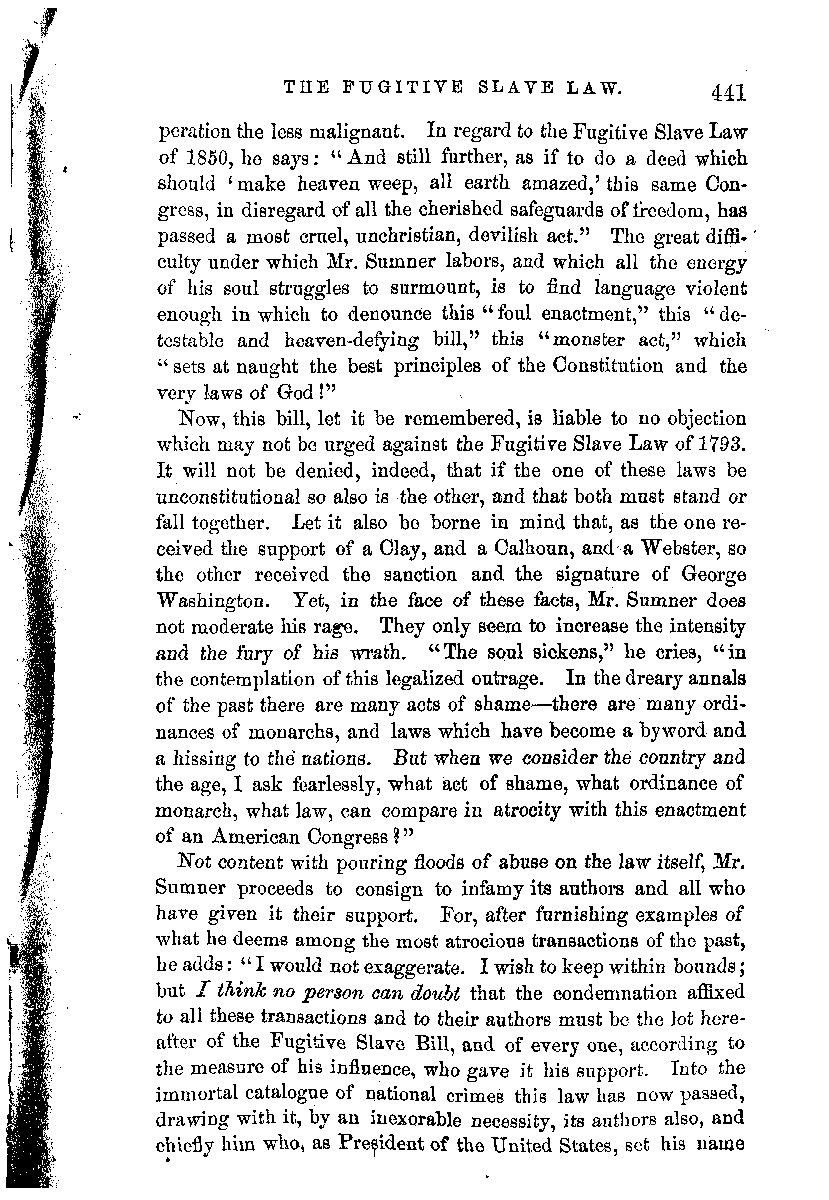 THE FUGITIVE SLAVE LAW. 441
peration the less malignant. In regard to the Fugitive Slave Law
of 1850, he says: “And still further, as if to do a deed which
should ‘make heaven weep, all earth amazed,’ this same Con-
gress, in disregard of all the cherished safeguards of freedom, has
passed a most cruel, unchristian, devilish act.” The great diffi-
culty under which Mr. Sumner labors, and which all the energy
of his soul struggles to surmount, is to find language violent
enough in which to denounce this “foul enactment,” this “de-
testable and heaven-defying bill,” this “monster act,” which
“sets at naught the best principles of the Constitution and the
very laws of God!”
Now, this bill, let it be remembered, is liable to no objection
which may not be urged against the Fugitive Slave Law of 1793.
It will not be denied, indeed, that if the one of these laws be
unconstitutional so also is the other, and that both must stand or
fall together. Let it also be borne in mind that, as the one re-
ceived the support of a Clay, and a Calhoun, and a Webster, so
the other received the sanction and the signature of George
Washington. Yet, in the face of these facts, Mr. Sumner does
not moderate his rage. They only seem to increase the intensity
and the fury of his wrath. “The soul sickens,” he cries, “in
the contemplation of this legalized outrage. In the dreary annals
of the past there are many acts of shame—there are many ordi-
nances of monarchs, and laws which have become a byword and
a hissing to the nations. But when we consider the country and
the age, I ask fearlessly, what act of shame, what ordinance of
monarch, what law, can compare in atrocity with this enactment
of an American Congress?”
Not content with pouring floods of abuse on the law itself, Mr.
Sumner proceeds to consign to infamy its authors and all who
have given it their support. For, after furnishing examples of
what he deems among the most atrocious transactions of the past,
he adds: “I would not exaggerate. I wish to keep within bounds;
but I think no person can doubt that the condemnation affixed
to all these transactions and to their authors must be the lot here-
after of the Fugitive Slave Bill, and of every one, according to
the measure of his influence, who gave it his support. Into the
immortal catalogue of national crimes this law has now passed,
drawing with it, by an inexorable necessity, its authors also, and
chiefly him who, as President of the United States, set his name